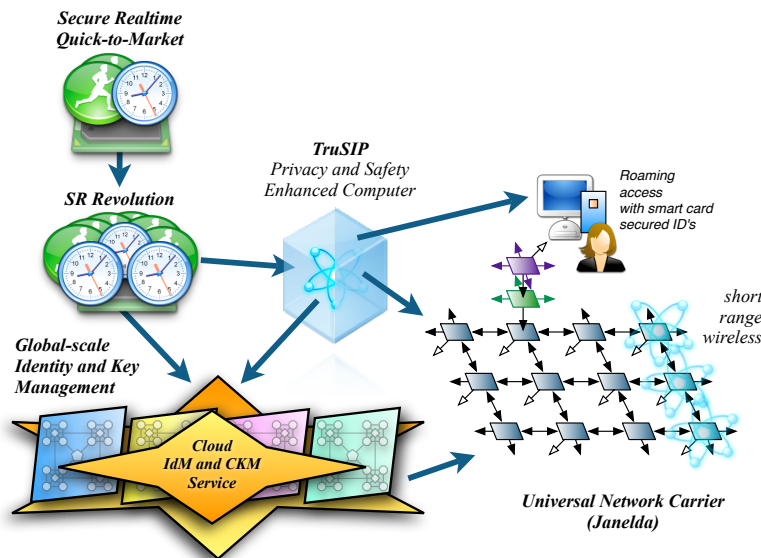 Secure Realtime
Quick-to-Market
SR Revolution
TruSIP
Privacy and Safety
Enhanced Computer
Roaming
access
with smart card
secured ID's
short
range
wireless
Global-scale
Identity and Key
Management
Cloud
IdM and CKM
Service
Universal Network Carrier
(Janelda)